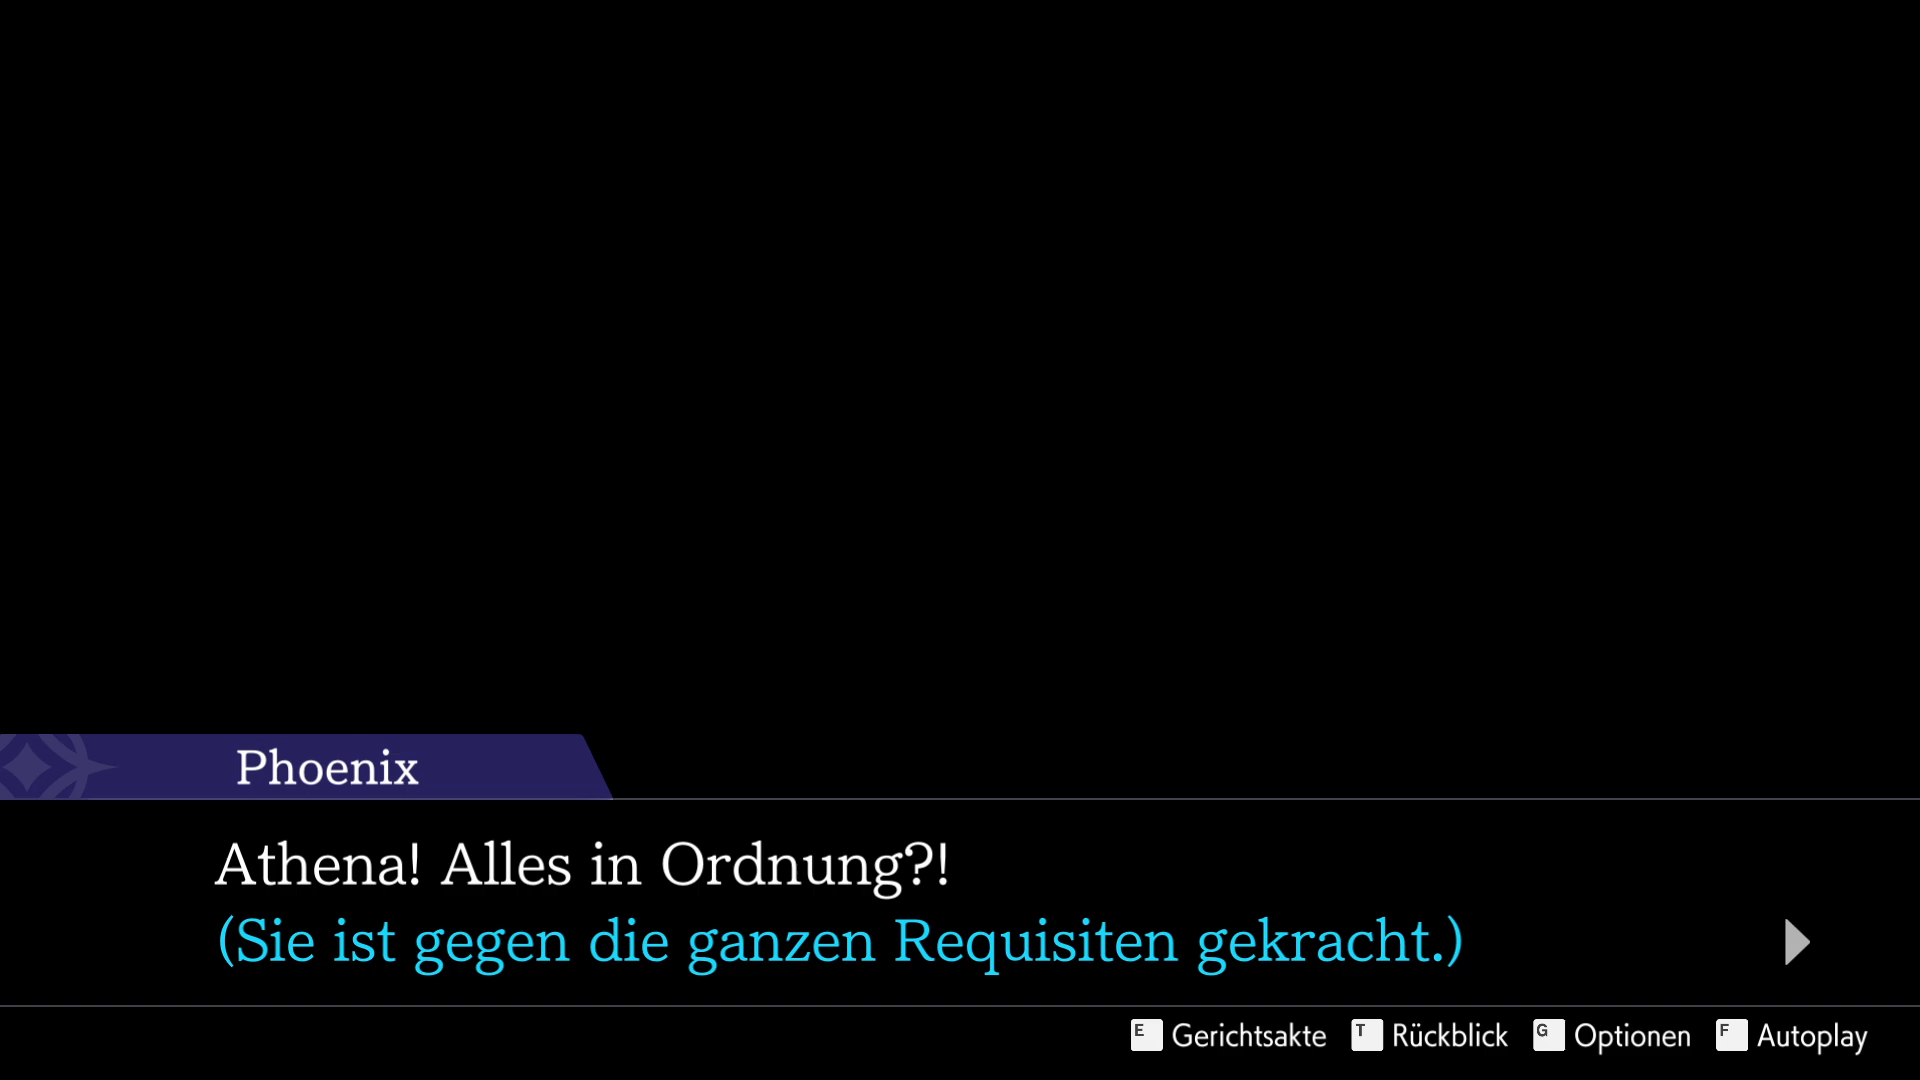 Phoenix
Athena! Alles in Ordnung?!
(Sie ist gegen die ganzen Requisiten gekracht.)
E Gerichtsakte T Rückblick G Optionen F Autoplay